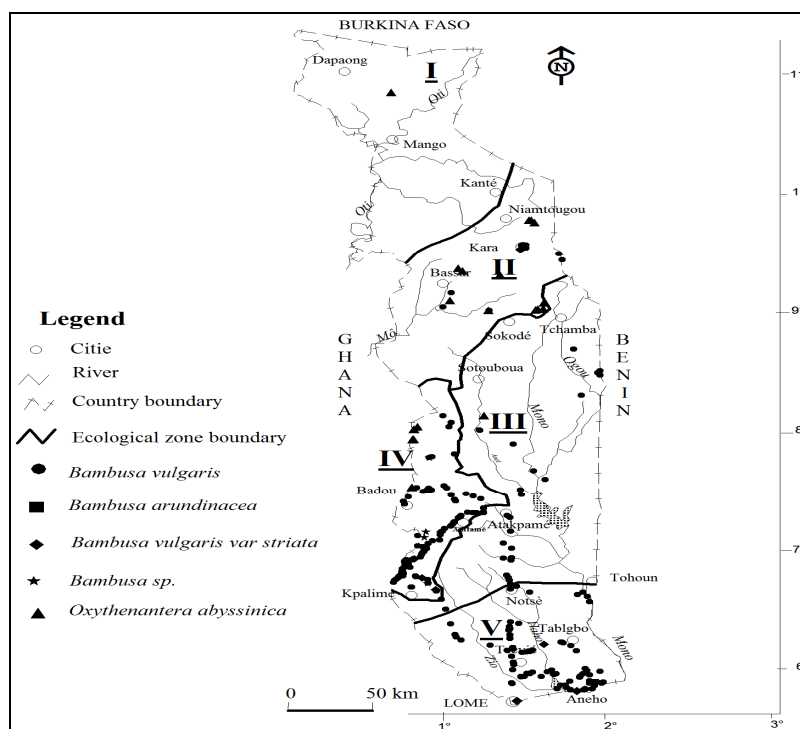 BURKINA FASO
Dapaong
I
N
11
Oti
Mango
Kanté
1
Oti
Niamtougou
Kara
II
Bassar
9°
Legend
GHANA
Mô
Sokodé
Tchamba
BENIN
Citie
River
Sotouboua
Ogou
Country boundary
Mono
III
8°
Ecological zone boundary
IV
Bambusa vulgaris
Badou
Bambusa arundinacea
Atakpamé
Bambusa vulgaris var striata
7°
Bambusa sp.
Tohoun
Kpalimé
Notsè
Oxythenantera abyssinica
V
Tablgbo
Mono
Zio
6°
0 50 km
LOME
Aneho
1°
2°
3°